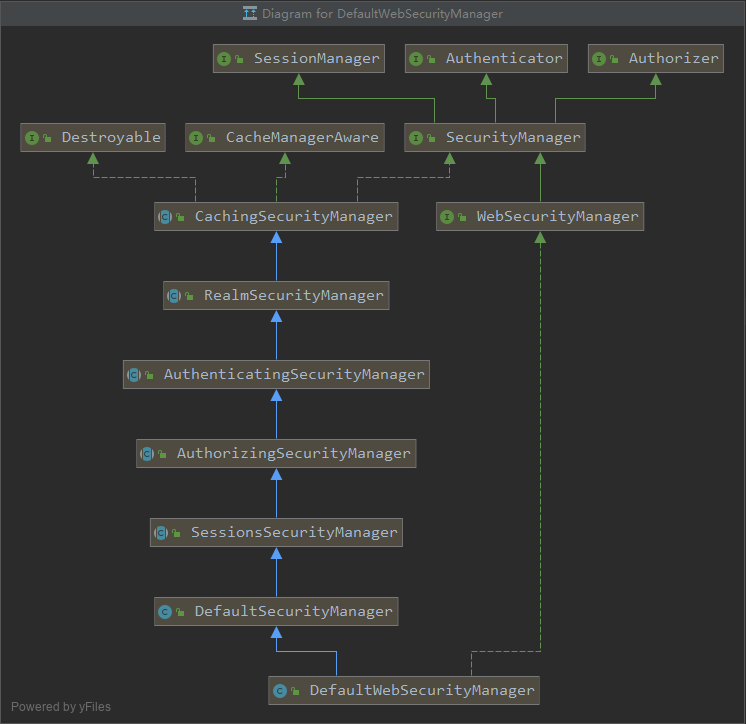 Diagram for DefaultWebSecurityManager
SessionManager
Authenticator
Authorizer
Destroyable
CacheManagerAware
SecurityManager
CachingSecurityManager
WebSecurityManager
RealmSecurityManager
AuthenticatingSecurityManager
AuthorizingSecurityManager
SessionsSecurityManager
DefaultSecurityManager
DefaultWebSecurityManager
Powered by yFiles